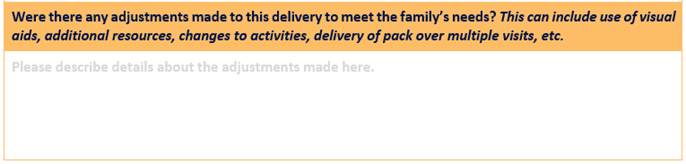 Were there any adjustments made to this delivery to meet the family’s needs? This can include use of visual
aids, additional resources, changes to activities, delivery of pack over multiple visits, etc.
Please describe details about the adjustments made here.